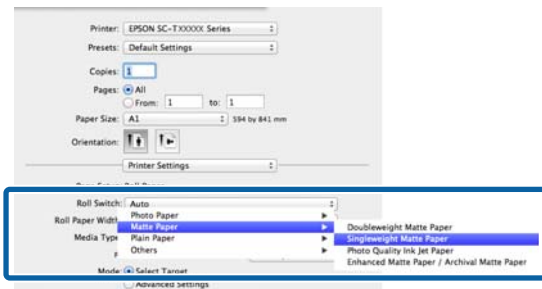 Printer: EPSON SC-TXXXXX Series
Presets: Default Settings
Copies: 1
Pages: All
From: 1 to: 1
Paper Size: A1 594 by 841 mm
Orientation:
Printer Settings
Roll Switch: Auto
Photo Paper
Roll Paper Width
Matte Paper
Doubleweight Matte Paper
Media Type
Plain Paper
Singleweight Matte Paper
Others
Photo Quality Ink Jet Paper
Enhanced Matte Paper / Archival Matte Paper
Mode: Select Target
Advanced Settings